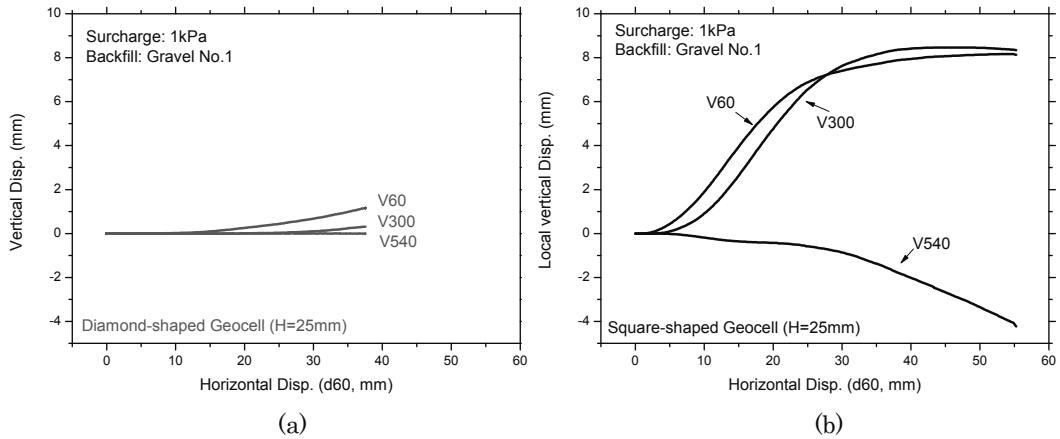 Surcharge: 1kPa
Backfill: Gravel No.1
V60
V300
V540
Diamond-shaped Geocell (H=25mm)
Vertical Disp. (mm)
10
8
6
4
2
0
-2
-4
0 10 20 30 40 50 60
Horizontal Disp. (d60, mm)
(a)
Surcharge: 1kPa
Backfill: Gravel No.1
V60
V300
V540
Square-shaped Geocell (H=25mm)
Local vertical Disp. (mm)
10
8
6
4
2
0
-2
-4
0 10 20 30 40 50 60
Horizontal Disp. (d60, mm)
(b)